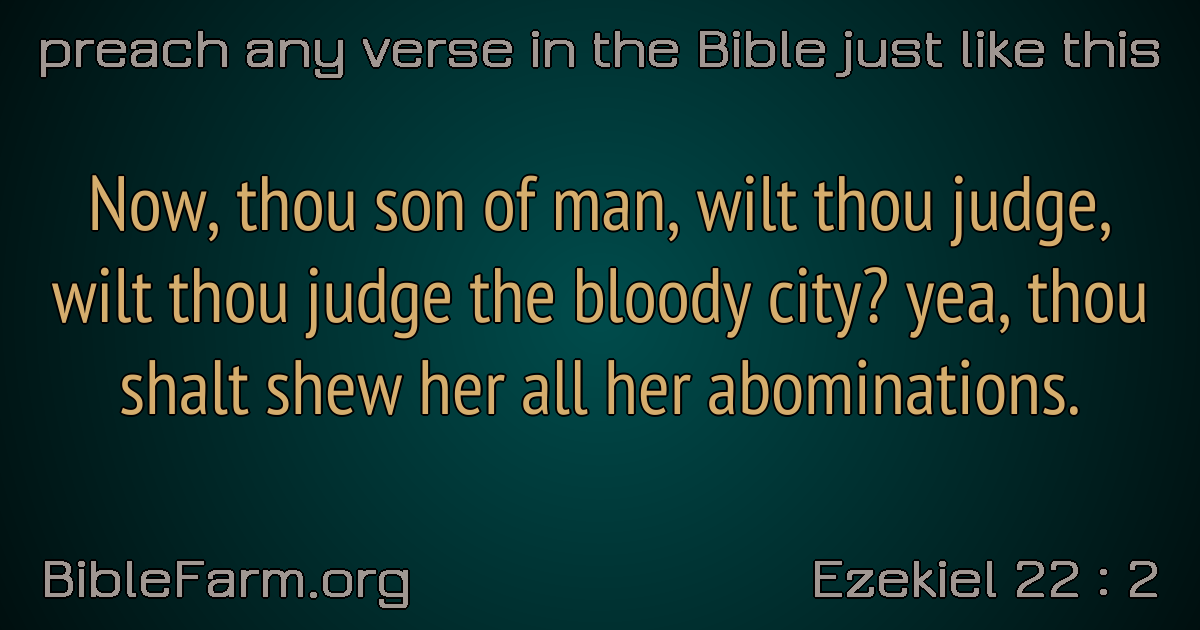 preach any verse in the Bible just like this
Now, thou son of man, wilt thou judge,
wilt thou judge the bloody city? yea, thou
shalt shew her all her abominations.
BibleFarm.org
Ezekiel 22 : 2